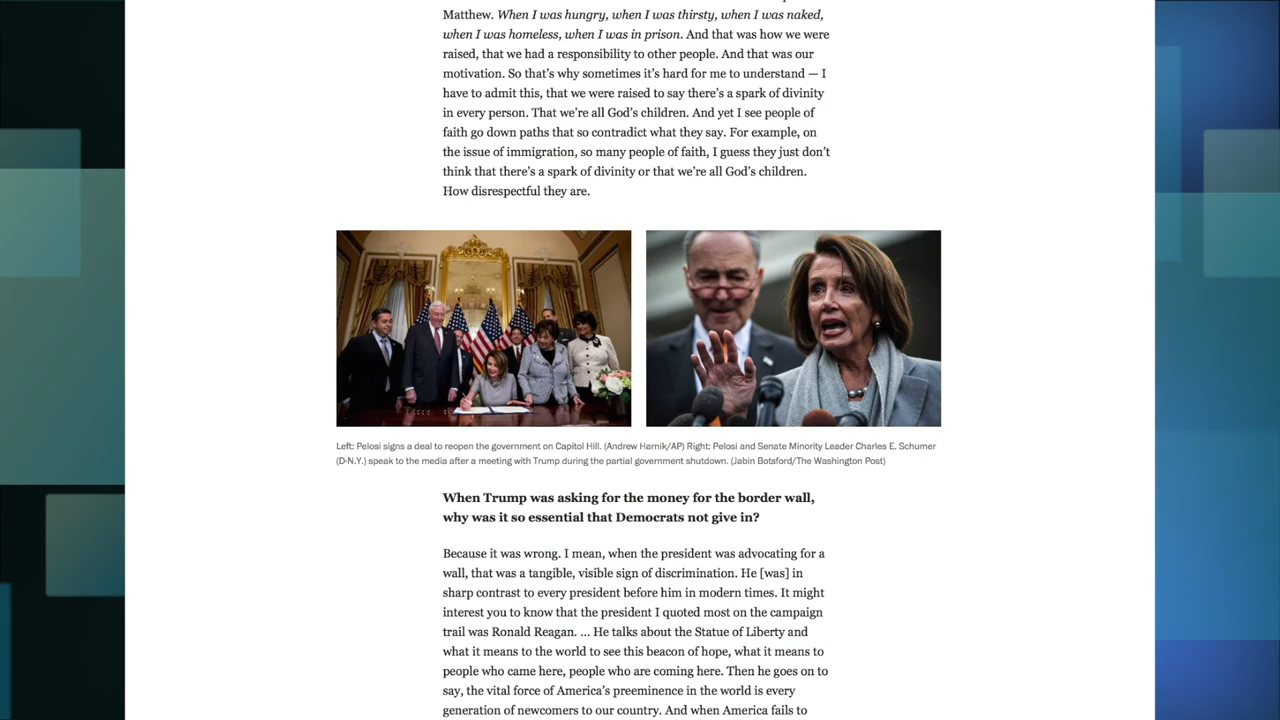 Matthew. When I was hungry, when I was thirsty, when I was naked,
when I was homeless, when I was in prison. And that was how we were
raised, that we had a responsibility to other people. And that was our
motivation. So that’s why sometimes it’s hard for me to understand — I
have to admit this, that we were raised to say there’s a spark of divinity
in every person. That we’re all God’s children. And yet I see people of
faith go down paths that so contradict what they say. For example, on
the issue of immigration, so many people of faith, I guess they just don’t
think that there’s a spark of divinity or that we’re all God’s children.
How disrespectful they are.
Left: Pelosi signs a deal to reopen the government on Capitol Hill. (Andrew Harnik/AP) Right: Pelosi and Senate Minority Leader Charles E. Schumer
(D-N.Y.) speak to the media after a meeting with Trump during the partial government shutdown. (Jabin Botsford/The Washington Post)
When Trump was asking for the money for the border wall,
why was it so essential that Democrats not give in?
Because it was wrong. I mean, when the president was advocating for a
wall, that was a tangible, visible sign of discrimination. He [was] in
sharp contrast to every president before him in modern times. It might
interest you to know that the president I quoted most on the campaign
trail was Ronald Reagan. ... He talks about the Statue of Liberty and
what it means to the world to see this beacon of hope, what it means to
people who came here, people who are coming here. Then he goes on to
say, the vital force of America’s preeminence in the world is every
generation of newcomers to our country. And when America fails to